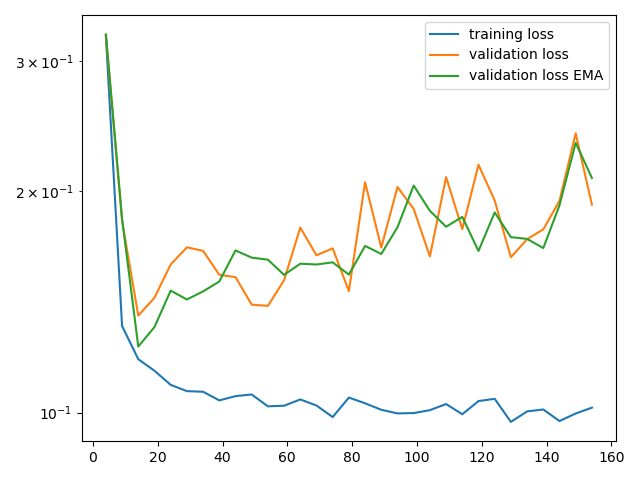 training loss
validation loss
validation loss EMA
3 × 10⁻¹
2 × 10⁻¹
10⁻¹
0 20 40 60 80 100 120 140 160